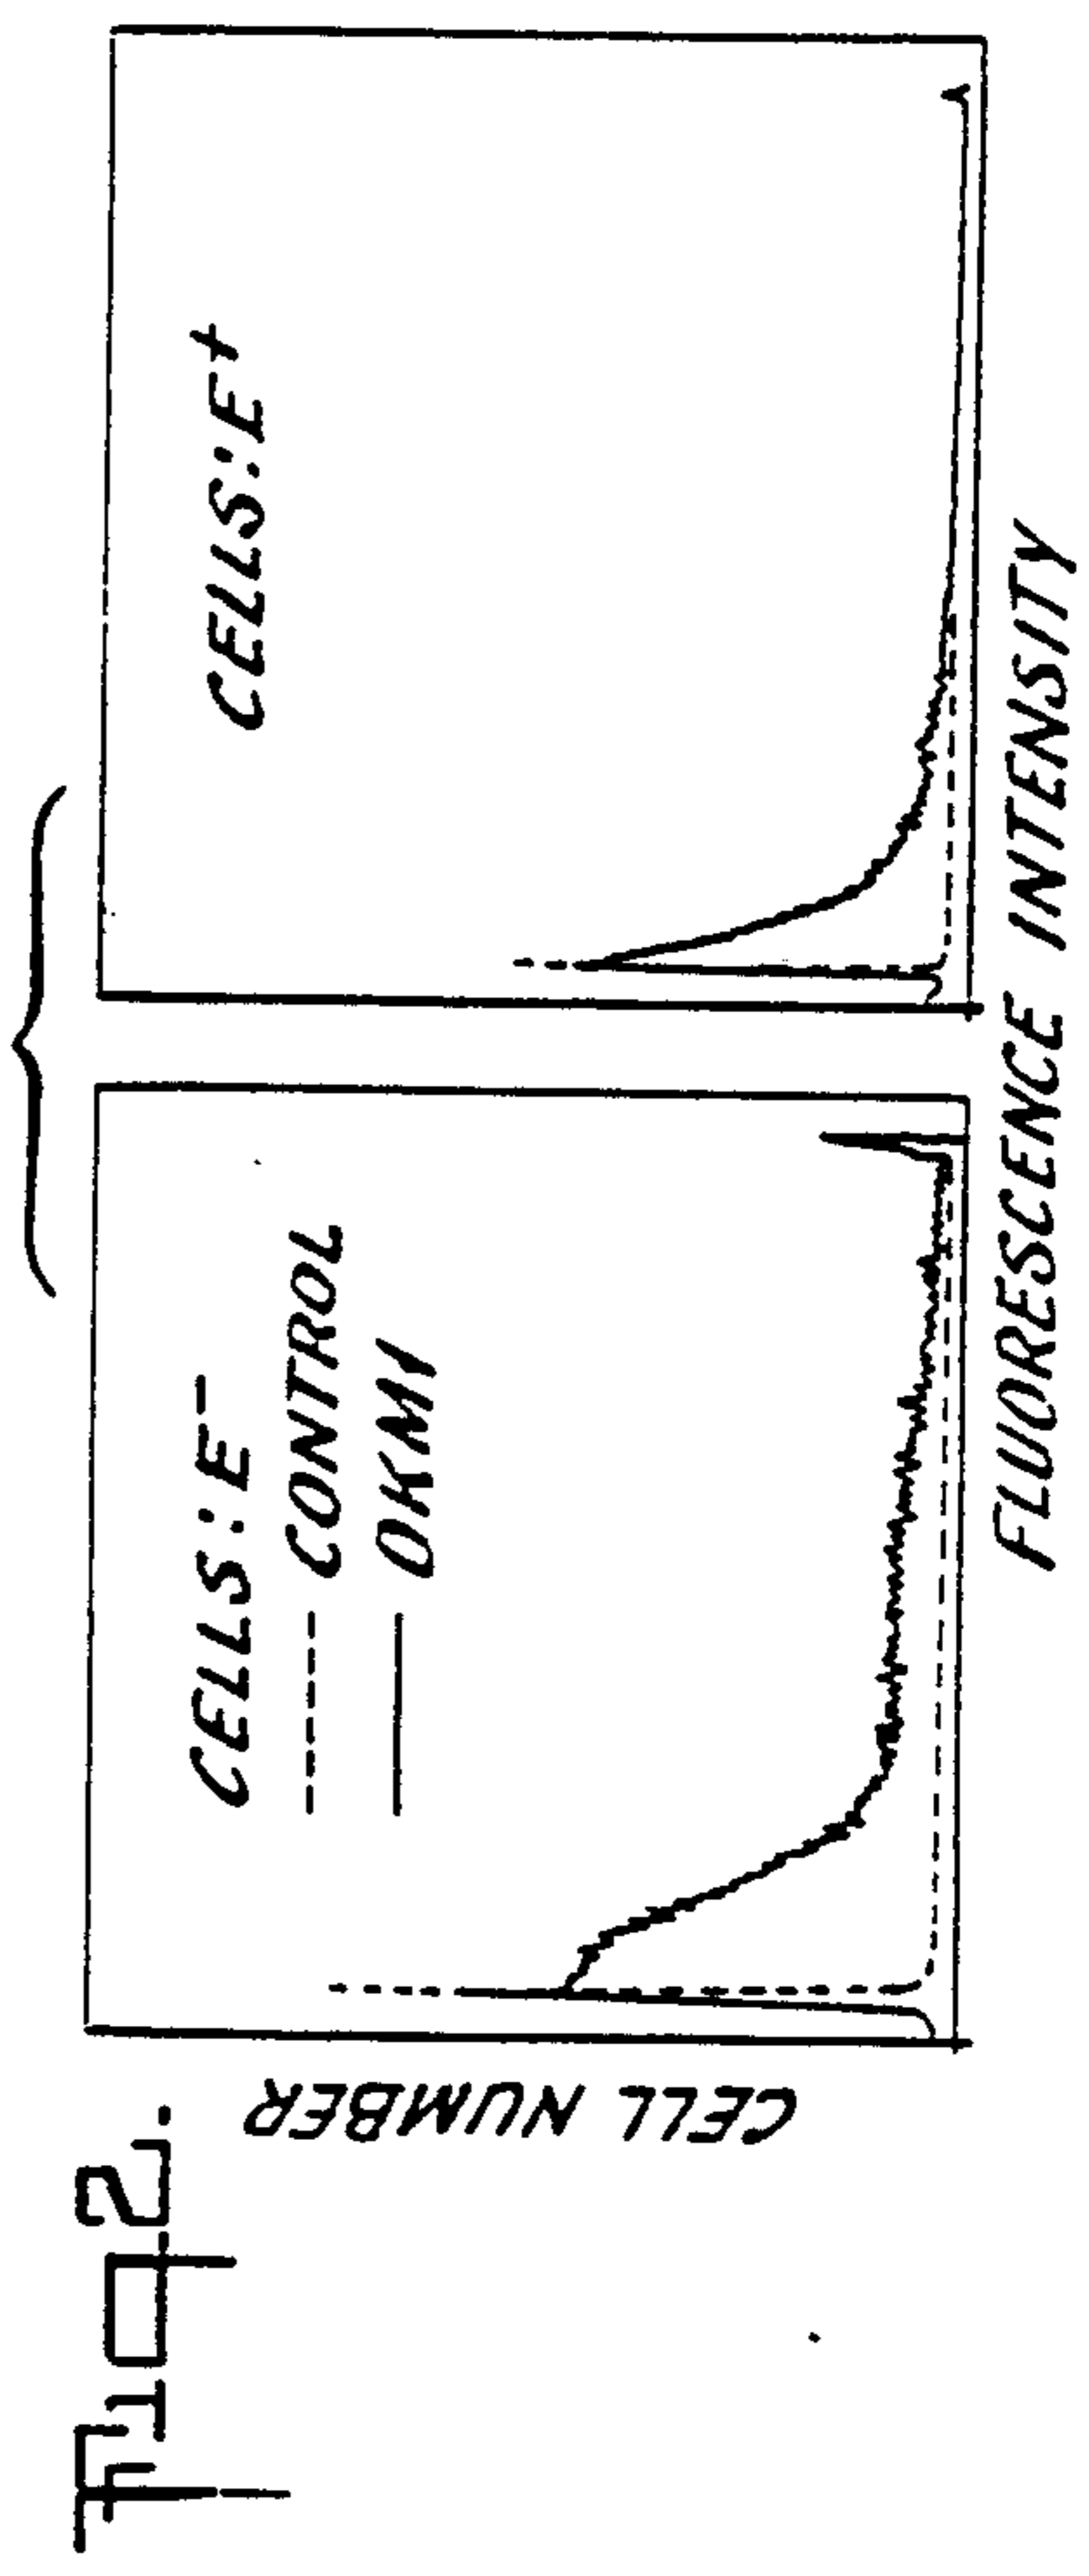 Fig. 2.
CELLS: E⁻
---- CONTROL
—— OKM1
CELLS: E⁺
CELL NUMBER
FLUORESCENCE INTENSITY